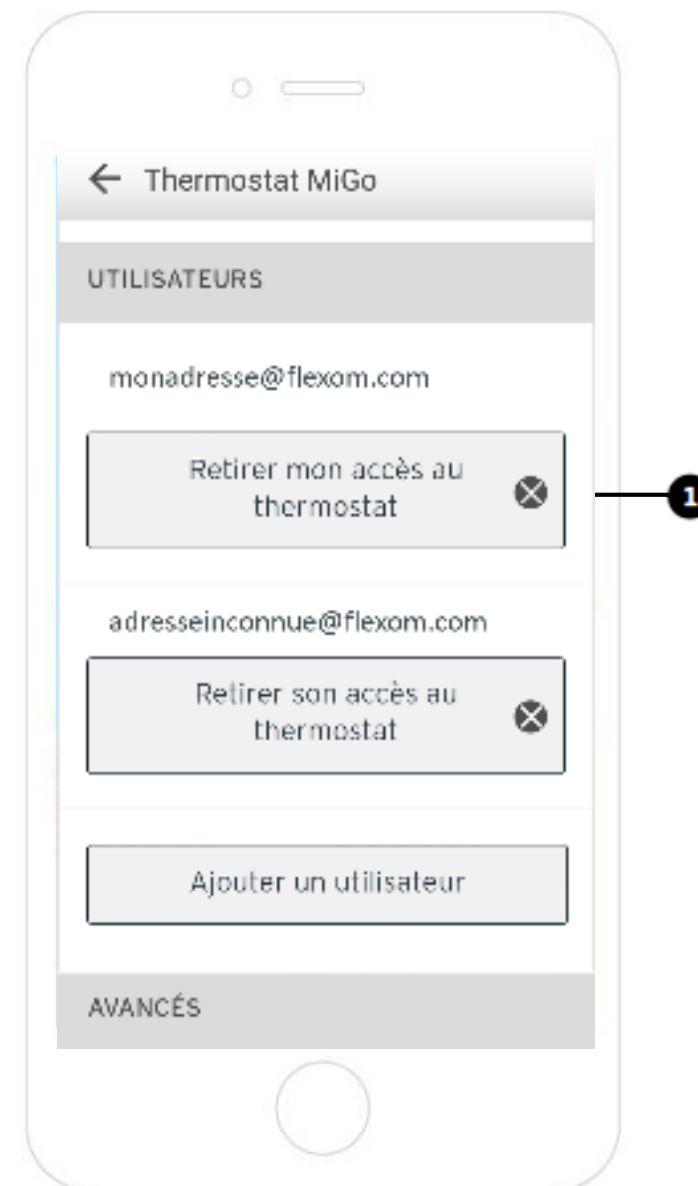 Thermostat MiGo
UTILISATEURS
monadresse@flexom.com
Retirer mon accès au
thermostat
1
adresseinconnue@flexom.com
Retirer son accès au
thermostat
Ajouter un utilisateur
AVANCÉS